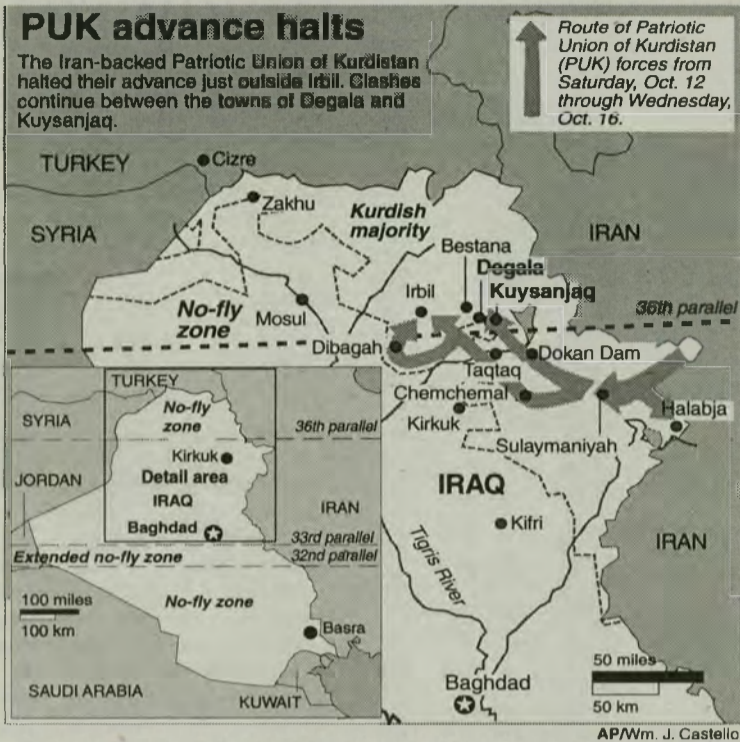 PUK advance halts
The Iran-backed Patriotic Union of Kurdistan
halted their advance just outside Irbil. Clashes
continue between the towns of Degala and
Kuysanjaq.
Route of Patriotic
Union of Kurdistan
(PUK) forces from
Saturday, Oct. 12
through Wednesday,
Oct. 16.
TURKEY
Cizre
Zakhu
SYRIA
Kurdish
majority
IRAN
Bestana
Degala
Kuysanjaq
Irbil
36th parallel
No-fly
zone
Mosul
Dibagah
Dokan Dam
Taqtaq
Chemchemal
Kirkuk
Halabja
Sulaymaniyah
IRAQ
Kifri
IRAN
Tigris River
Baghdad
50 miles
50 km
TURKEY
SYRIA
No-fly
zone
36th parallel
Kirkuk
Detail area
JORDAN
IRAQ
IRAN
Baghdad
33rd parallel
Extended no-fly zone
32nd parallel
100 miles
100 km
No-fly zone
Basra
SAUDI ARABIA
KUWAIT
AP/Wm. J. Castello